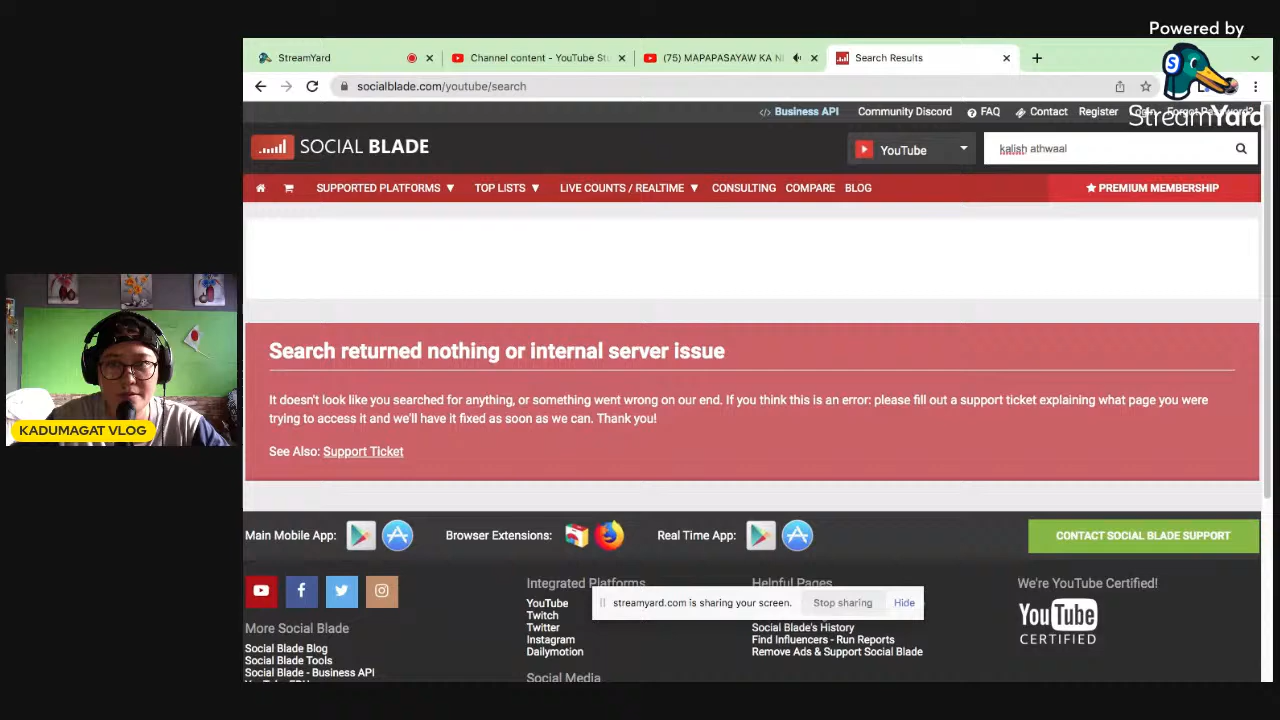 Powered by
StreamYard
StreamYard
Channel content - YouTube Stu
(75) MAPAPASAYAW KA NI
Search Results
socialblade.com/youtube/search
</> Business API
Community Discord
FAQ
Contact
Register
Forgot Password?
SOCIAL BLADE
YouTube
kalish athwaal
SUPPORTED PLATFORMS
TOP LISTS
LIVE COUNTS / REALTIME
CONSULTING
COMPARE
BLOG
PREMIUM MEMBERSHIP
Search returned nothing or internal server issue
It doesn't look like you searched for anything, or something went wrong on our end. If you think this is an error: please fill out a support ticket explaining what page you were
trying to access it and we'll have it fixed as soon as we can. Thank you!
See Also: Support Ticket
KADUMAGAT VLOG
Main Mobile App:
Browser Extensions:
Real Time App:
CONTACT SOCIAL BLADE SUPPORT
More Social Blade
Social Blade Blog
Social Blade Tools
Social Blade - Business API
Integrated Platforms
YouTube
Twitch
Twitter
Instagram
Dailymotion
Social Media
Helpful Pages
streamyard.com is sharing your screen.
Stop sharing
Hide
Social Blade's History
Find Influencers - Run Reports
Remove Ads & Support Social Blade
We're YouTube Certified!
YouTube
CERTIFIED